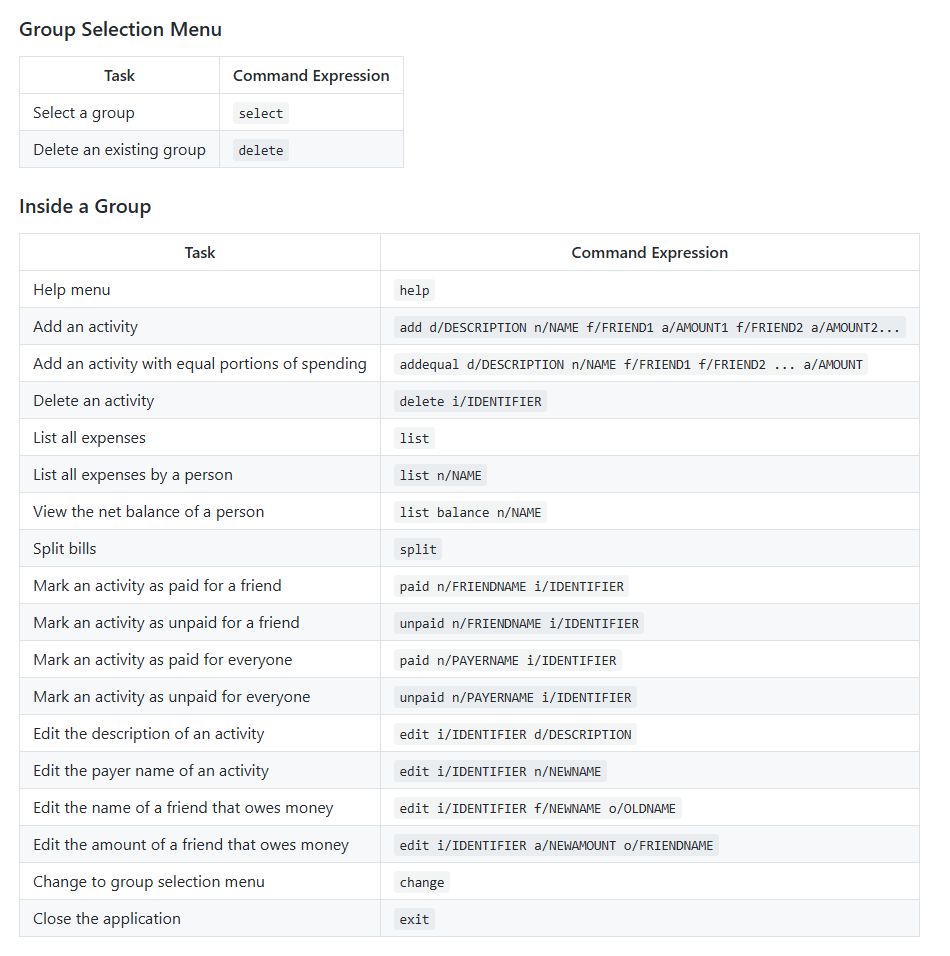 Group Selection Menu
Task Command Expression
Select a group select
Delete an existing group delete
Inside a Group
Task Command Expression
Help menu help
Add an activity add d/DESCRIPTION n/NAME f/FRIEND1 a/AMOUNT1 f/FRIEND2 a/AMOUNT2...
Add an activity with equal portions of spending addequal d/DESCRIPTION n/NAME f/FRIEND1 f/FRIEND2 ... a/AMOUNT
Delete an activity delete i/IDENTIFIER
List all expenses list
List all expenses by a person list n/NAME
View the net balance of a person list balance n/NAME
Split bills split
Mark an activity as paid for a friend paid n/FRIENDNAME i/IDENTIFIER
Mark an activity as unpaid for a friend unpaid n/FRIENDNAME i/IDENTIFIER
Mark an activity as paid for everyone paid n/PAYERNAME i/IDENTIFIER
Mark an activity as unpaid for everyone unpaid n/PAYERNAME i/IDENTIFIER
Edit the description of an activity edit i/IDENTIFIER d/DESCRIPTION
Edit the payer name of an activity edit i/IDENTIFIER n/NEWNAME
Edit the name of a friend that owes money edit i/IDENTIFIER f/NEWNAME o/OLDNAME
Edit the amount of a friend that owes money edit i/IDENTIFIER a/NEWAMOUNT o/FRIENDNAME
Change to group selection menu change
Close the application exit